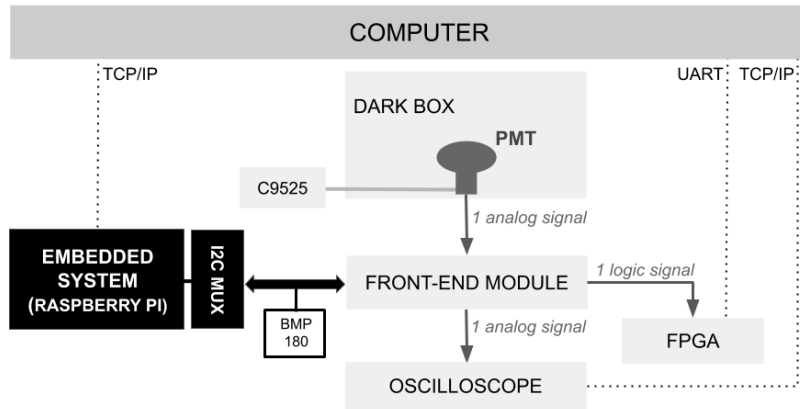 COMPUTER
TCP/IP
UART
TCP/IP
DARK BOX
PMT
C9525
1 analog signal
EMBEDDED
SYSTEM
(RASPBERRY PI)
I2C MUX
FRONT-END MODULE
1 logic signal
BMP
180
1 analog signal
FPGA
OSCILLOSCOPE